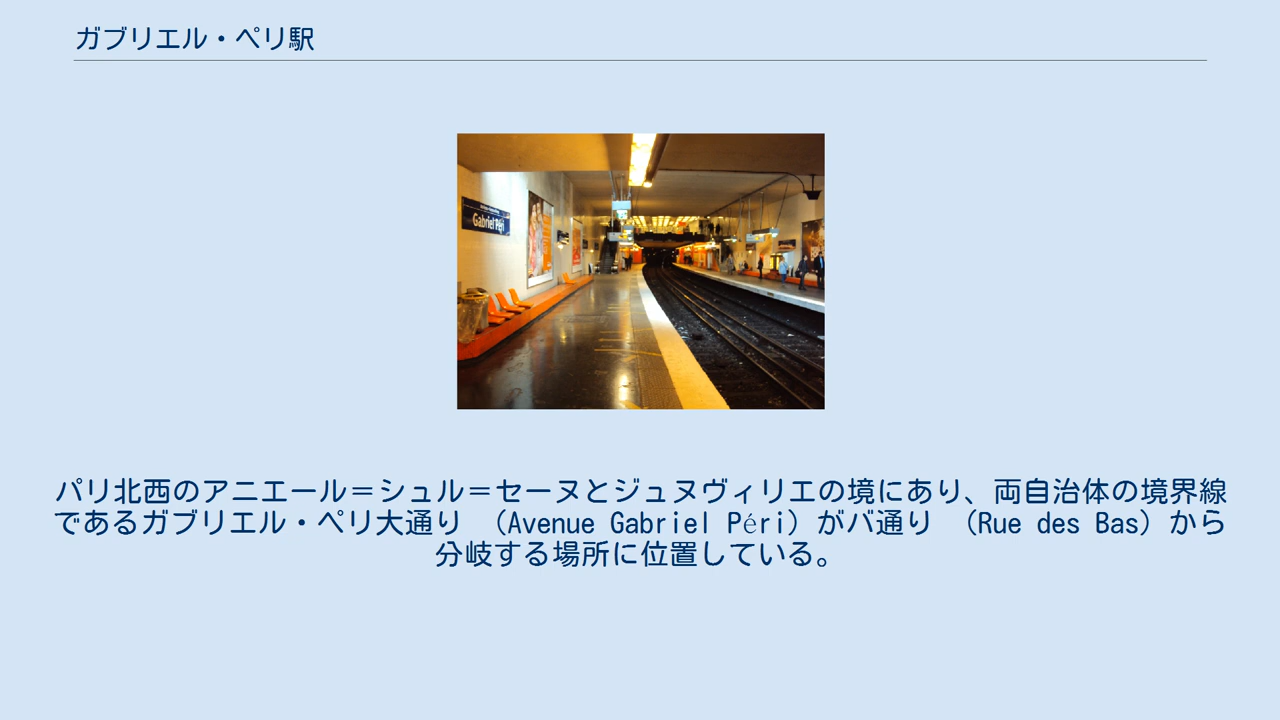 ガブリエル・ペリ駅
Gabriel Péri
パリ北西のアニエール＝シュル＝セーヌとジュヌヴィリエの境にあり、両自治体の境界線
であるガブリエル・ペリ大通り （Avenue Gabriel Péri）がバ通り （Rue des Bas）から
分岐する場所に位置している。